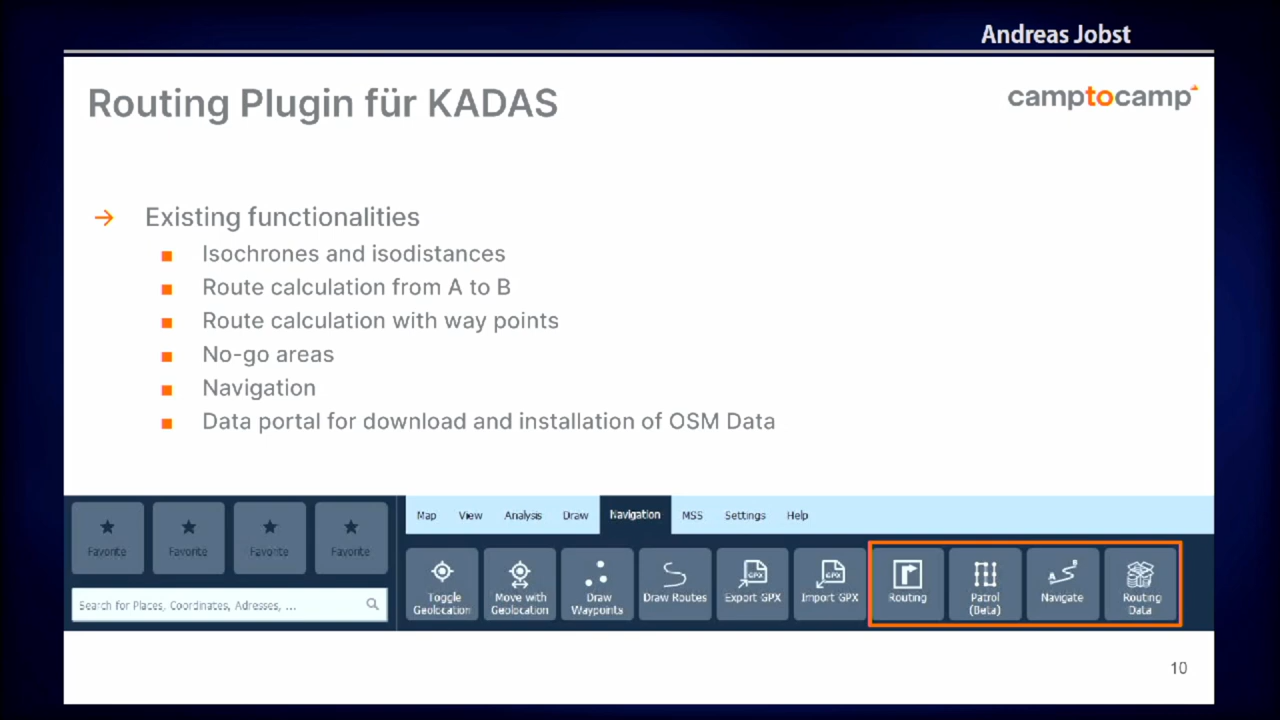 Andreas Jobst
Routing Plugin für KADAS
camptocamp
Existing functionalities
Isochrones and isodistances
Route calculation from A to B
Route calculation with way points
No-go areas
Navigation
Data portal for download and installation of OSM Data
Favorite Favorite Favorite Favorite
Map View Analysis Draw Navigation MSS Settings Help
Search for Places, Coordinates, Adresses, ...
Toggle
Geolocation
Move with
Geolocation
Draw
Waypoints
Draw Routes
GPX
Export GPX
GPX
Import GPX
Routing
Patrol
(Beta)
Navigate
Routing
Data
10